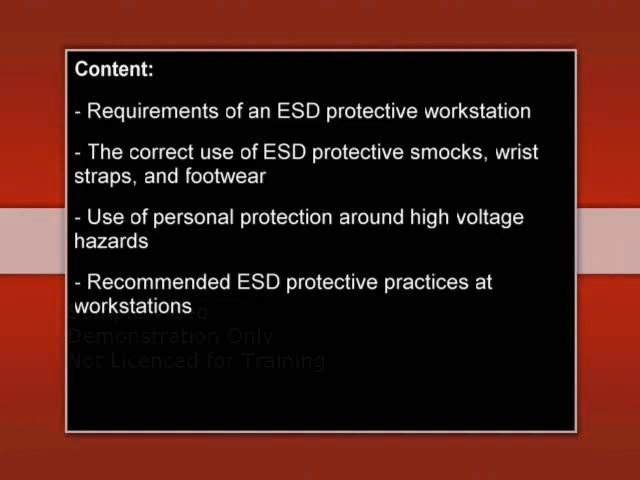 Content:
- Requirements of an ESD protective workstation
- The correct use of ESD protective smocks, wrist
straps, and footwear
- Use of personal protection around high voltage
hazards
- Recommended ESD protective practices at
workstations
Demonstration Only
Not Licenced for Training